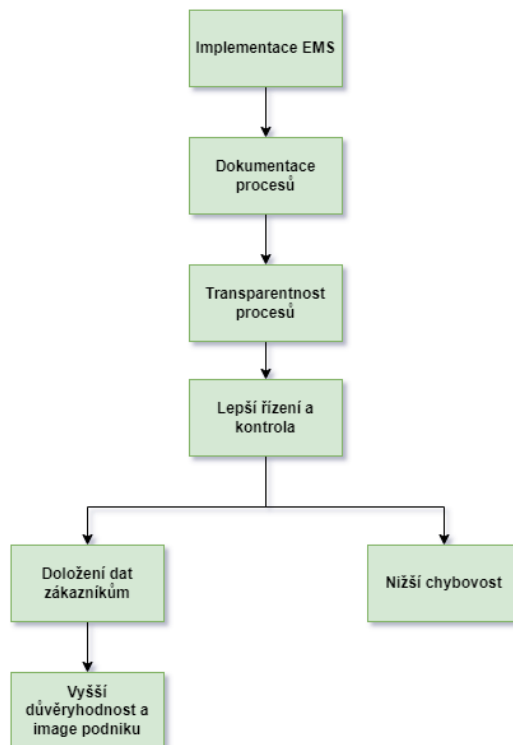 Implementace EMS
Dokumentace
procesů
Transparentnost
procesů
Lepší řízení a
kontrola
Doložení dat
zákazníkům
Nižší chybovost
Vyšší
důvěryhodnost a
image podniku